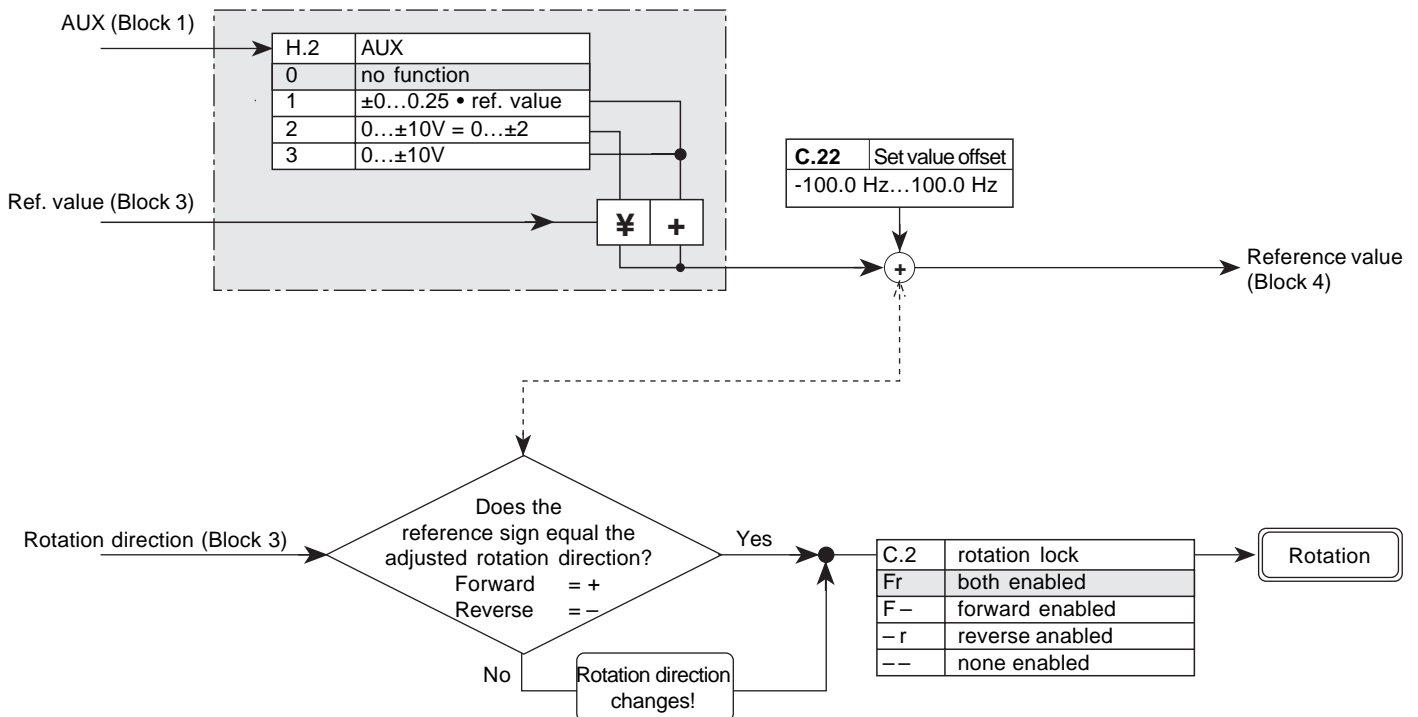 AUX (Block 1)
H.2 AUX
0 no function
1 ±0…0.25 • ref. value
2 0…±10V = 0…±2
3 0…±10V
Ref. value (Block 3)
¥ +
C.22 Set value offset
-100.0 Hz…100.0 Hz
+
Reference value
(Block 4)
Rotation direction (Block 3)
Does the
reference sign equal the
adjusted rotation direction?
Forward = +
Reverse = –
Yes
No
Rotation direction
changes!
C.2 rotation lock
Fr both enabled
F – forward enabled
– r reverse anabled
– – none enabled
Rotation